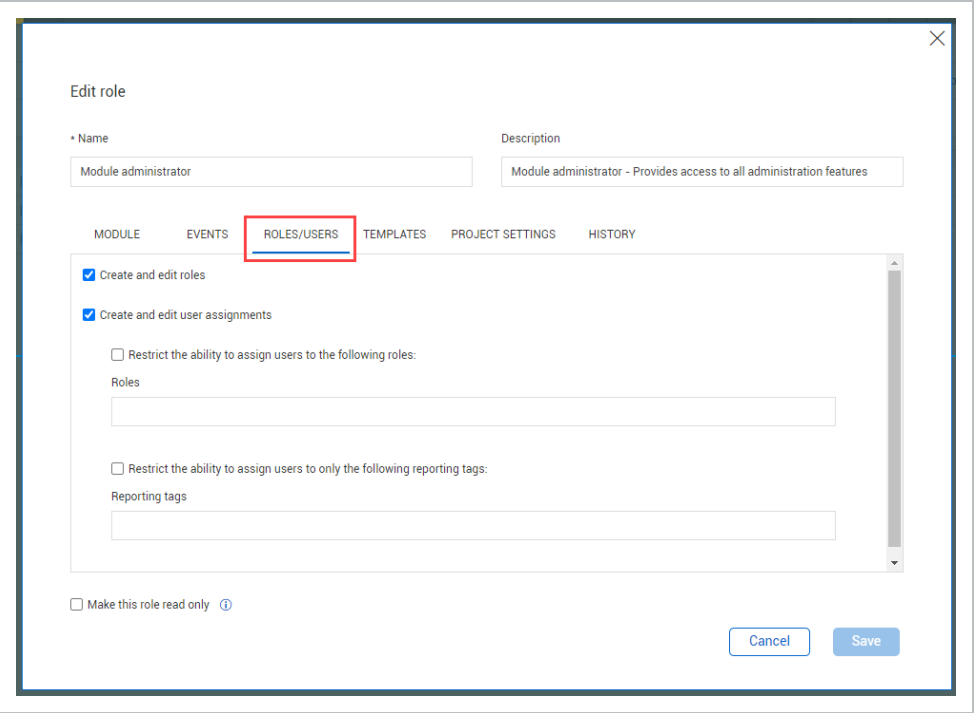 Edit role
* Name
Description
Module administrator
Module administrator - Provides access to all administration features
MODULE EVENTS ROLES/USERS TEMPLATES PROJECT SETTINGS HISTORY
Create and edit roles
Create and edit user assignments
Restrict the ability to assign users to the following roles:
Roles
Restrict the ability to assign users to only the following reporting tags:
Reporting tags
Make this role read only
Cancel Save